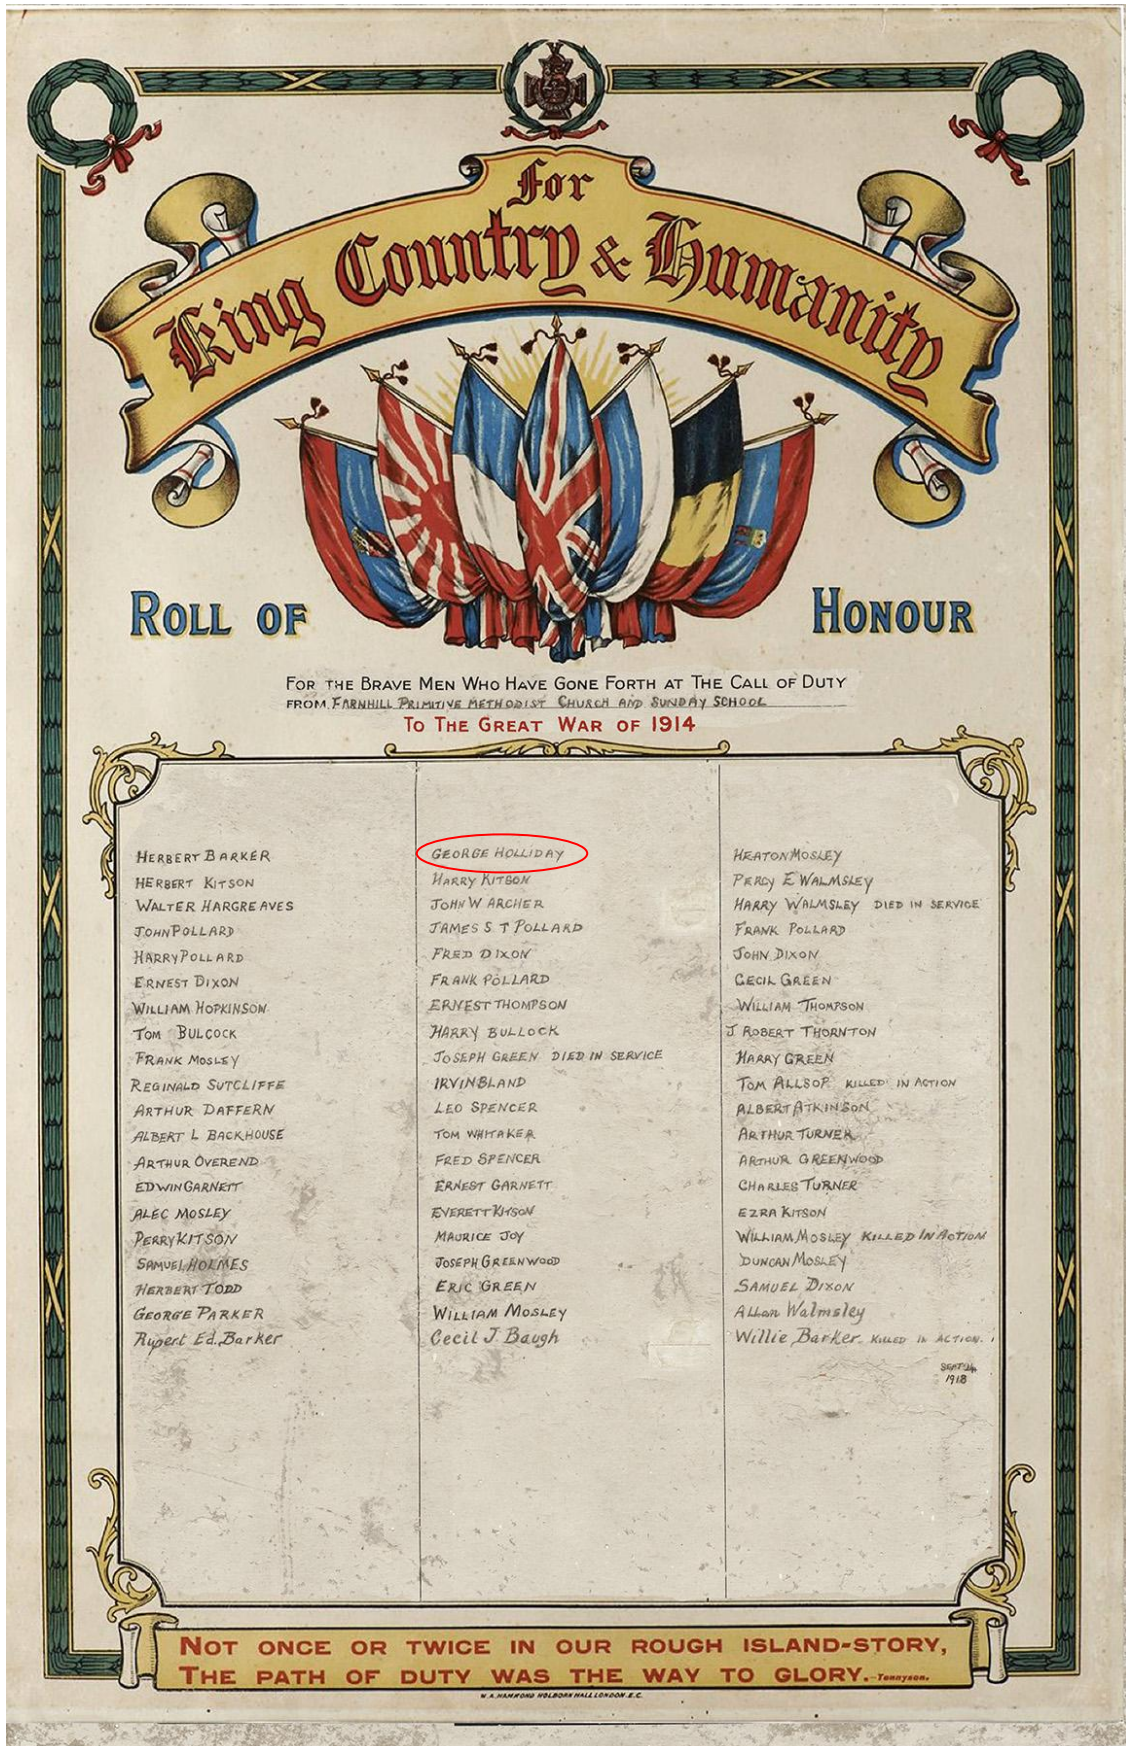 For
King Country & Humanity
ROLL OF HONOUR
FOR THE BRAVE MEN WHO HAVE GONE FORTH AT THE CALL OF DUTY
FROM FARNHILL PRIMITIVE METHODIST CHURCH AND SUNDAY SCHOOL
TO THE GREAT WAR OF 1914
HERBERT BARKER
HERBERT KITSON
WALTER HARGREAVES
JOHN POLLARD
HARRY POLLARD
ERNEST DIXON
WILLIAM HOPKINSON
TOM BULCOCK
FRANK MOSLEY
REGINALD SUTCLIFFE
ARTHUR DAFFERN
ALBERT L BACKHOUSE
ARTHUR OVEREND
EDWIN GARNETT
ALEC MOSLEY
PERRY KITSON
SAMUEL HOLMES
HERBERT TODD
GEORGE PARKER
Rupert Ed. Barker
GEORGE HOLLIDAY
HARRY KITSON
JOHN W ARCHER
JAMES S T POLLARD
FRED DIXON
FRANK POLLARD
ERNEST THOMPSON
HARRY BULLOCK
JOSEPH GREEN DIED IN SERVICE
IRVIN BLAND
LEO SPENCER
TOM WHITAKER
FRED SPENCER
ERNEST GARNETT
EVERETT KITSON
MAURICE JOY
JOSEPH GREENWOOD
ERIC GREEN
WILLIAM MOSLEY
Cecil J Baugh
HEATON MOSLEY
PERCY E WALMSLEY
HARRY WALMSLEY DIED IN SERVICE
FRANK POLLARD
JOHN DIXON
CECIL GREEN
WILLIAM THOMPSON
J ROBERT THORNTON
HARRY GREEN
TOM ALLSOP KILLED IN ACTION
ALBERT ATKINSON
ARTHUR TURNER
ARTHUR GREENWOOD
CHARLES TURNER
EZRA KITSON
WILLIAM MOSLEY KILLED IN ACTION
DUNCAN MOSLEY
SAMUEL DIXON
Allan Walmsley
Willie Barker KILLED IN ACTION.
SEPT 24
1918
NOT ONCE OR TWICE IN OUR ROUGH ISLAND-STORY,
THE PATH OF DUTY WAS THE WAY TO GLORY.-Tennyson.
W.A. HAMMOND HOLBORN HALL LONDON. E.C.